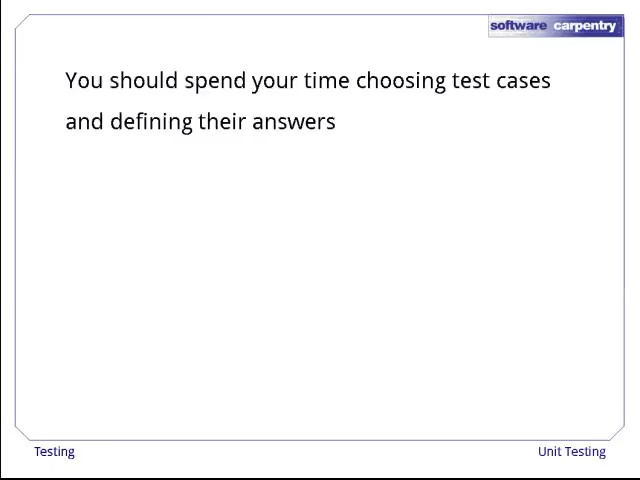 software carpentry
You should spend your time choosing test cases
and defining their answers
Testing
Unit Testing